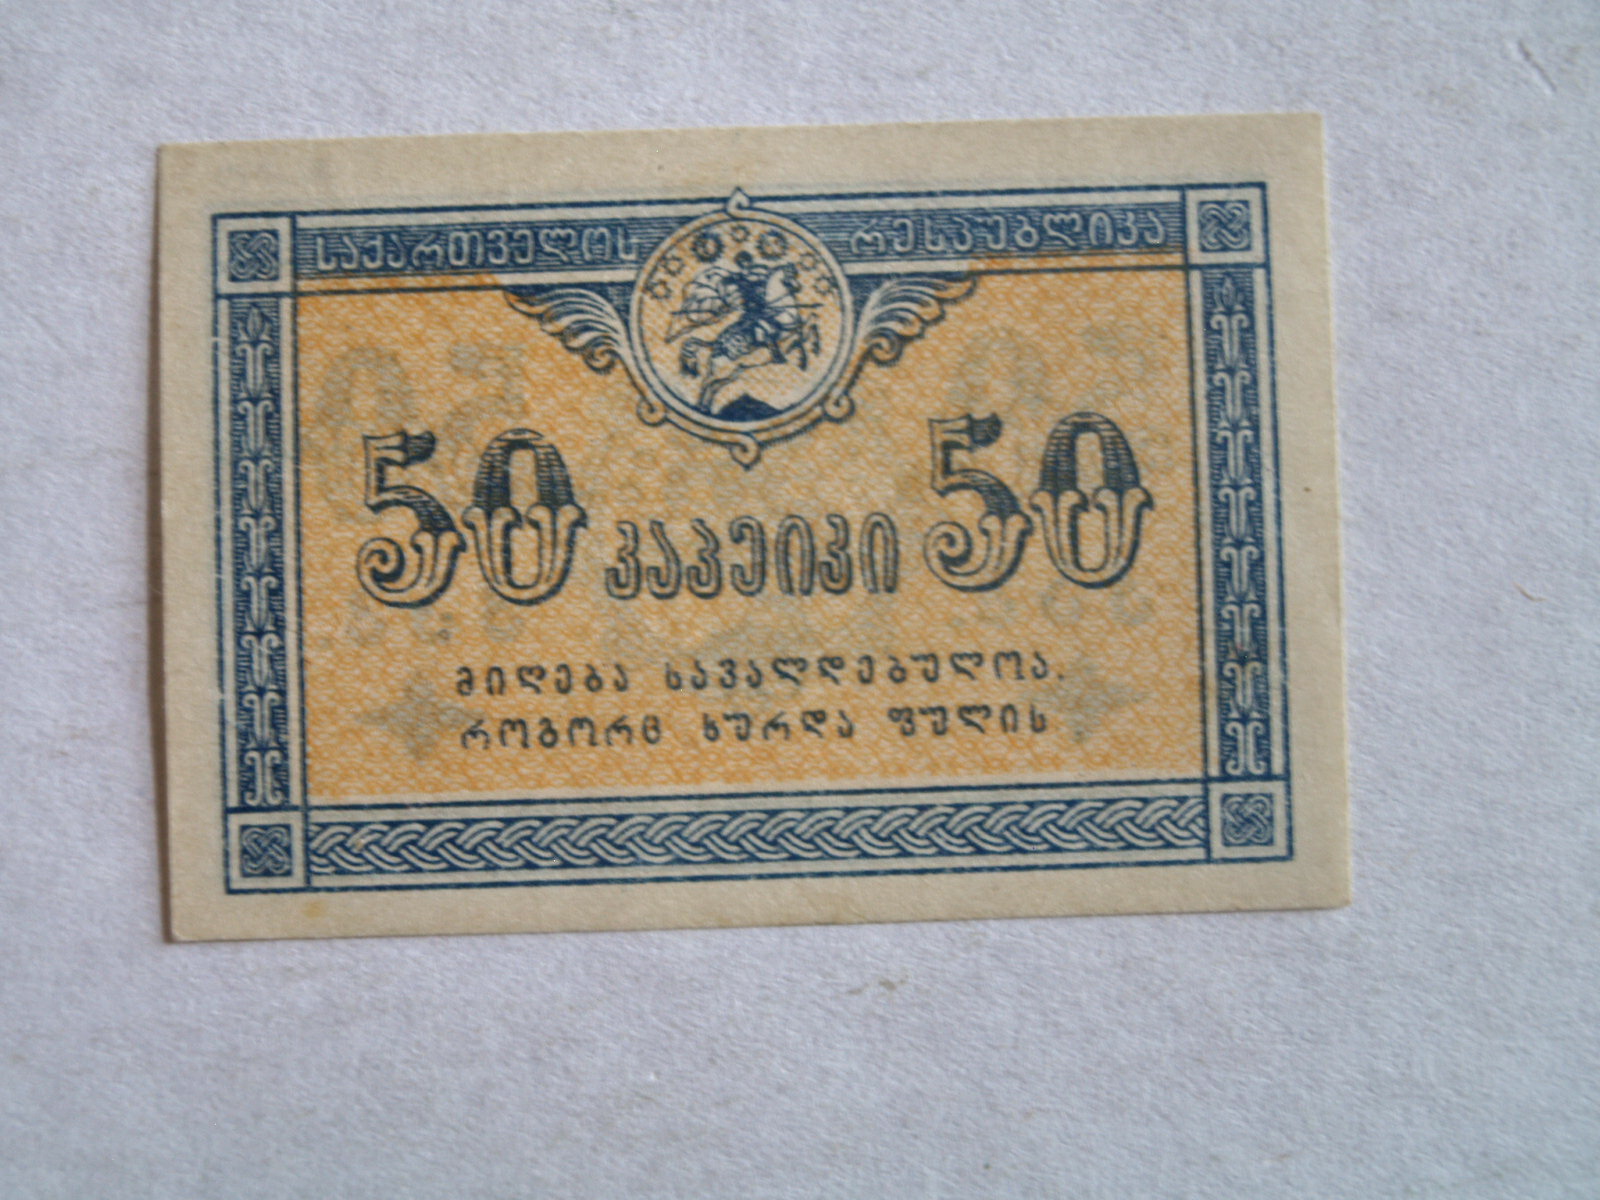 საქართველოს რესპუბლიკა
50 კაპეიკი 50
მიღება სავალდებულოა.
როგორც ხურდა ფულის